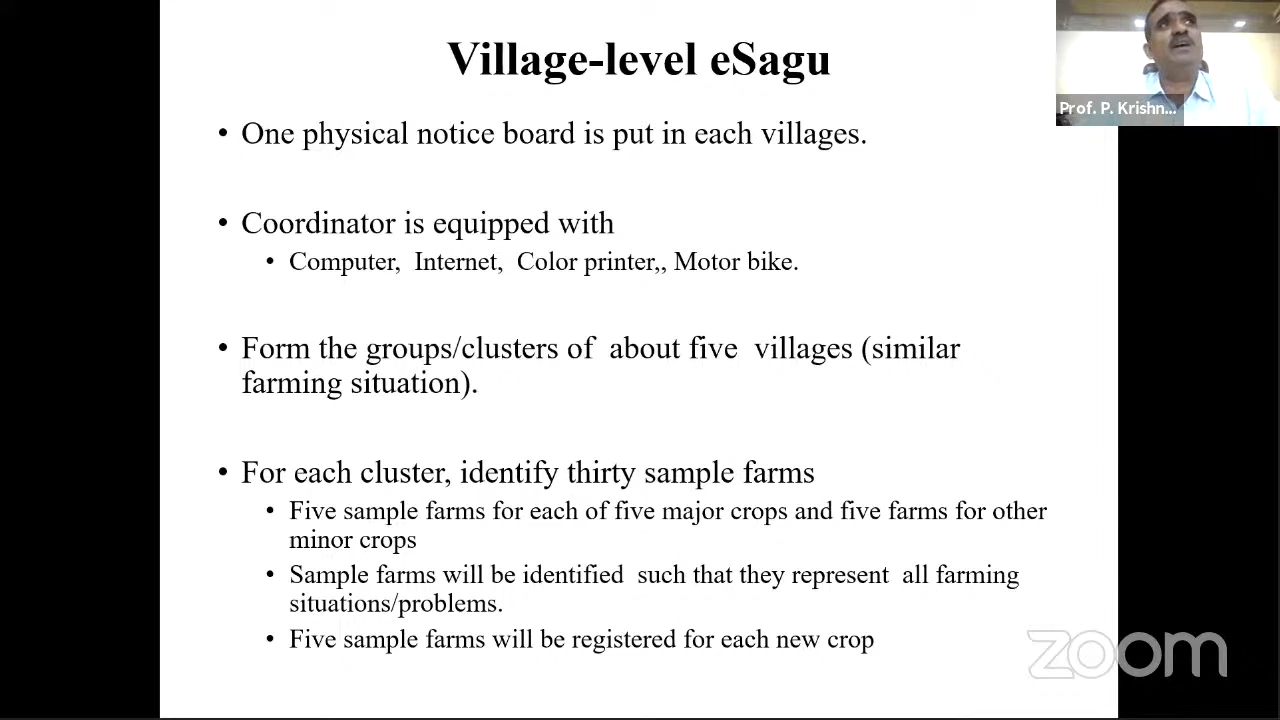 Village-level eSagu
Prof. P. Krishn...
• One physical notice board is put in each villages.
• Coordinator is equipped with
• Computer, Internet, Color printer,, Motor bike.
• Form the groups/clusters of about five villages (similar
farming situation).
• For each cluster, identify thirty sample farms
• Five sample farms for each of five major crops and five farms for other
minor crops
• Sample farms will be identified such that they represent all farming
situations/problems.
• Five sample farms will be registered for each new crop
zoom